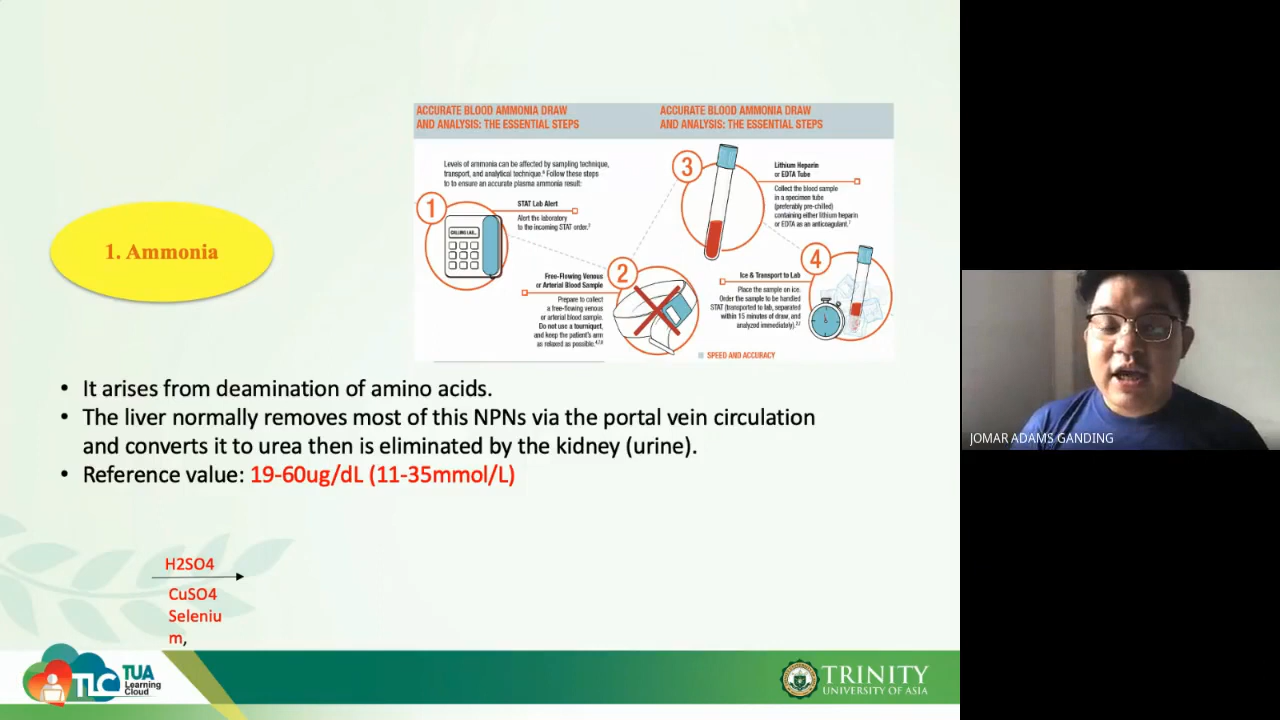 ACCURATE BLOOD AMMONIA DRAW
AND ANALYSIS: THE ESSENTIAL STEPS
Levels of ammonia can be affected by sampling technique,
transport, and analytical technique.
Follow these steps
to to ensure an accurate plasma ammonia result:
1
CALLING LAB...
STAT Lab Alert
Alert the laboratory
to the incoming STAT order.
2
Free-Flowing Venous
or Arterial Blood Sample
Prepare to collect
a free-flowing venous
or arterial blood sample.
Do not use a tourniquet,
and keep the patient's arm
as relaxed as possible.
ACCURATE BLOOD AMMONIA DRAW
AND ANALYSIS: THE ESSENTIAL STEPS
3
Lithium Heparin
or EDTA Tube
Collect the blood sample
in a specimen tube
(preferably pre-chilled)
containing either lithium heparin
or EDTA as an anticoagulant.
4
Ice & Transport to Lab
Place the sample on ice.
Order the sample to be handled
STAT (transported to lab, separated
within 15 minutes of draw, and
analyzed immediately).
SPEED AND ACCURACY
1. Ammonia
• It arises from deamination of amino acids.
• The liver normally removes most of this NPNs via the portal vein circulation
and converts it to urea then is eliminated by the kidney (urine).
• Reference value: 19-60ug/dL (11-35mmol/L)
H2SO4
CuSO4
Seleniu
m,
TLC
TUA
Learning
Cloud
TRINITY
UNIVERSITY OF ASIA
JOMAR ADAMS GANDING